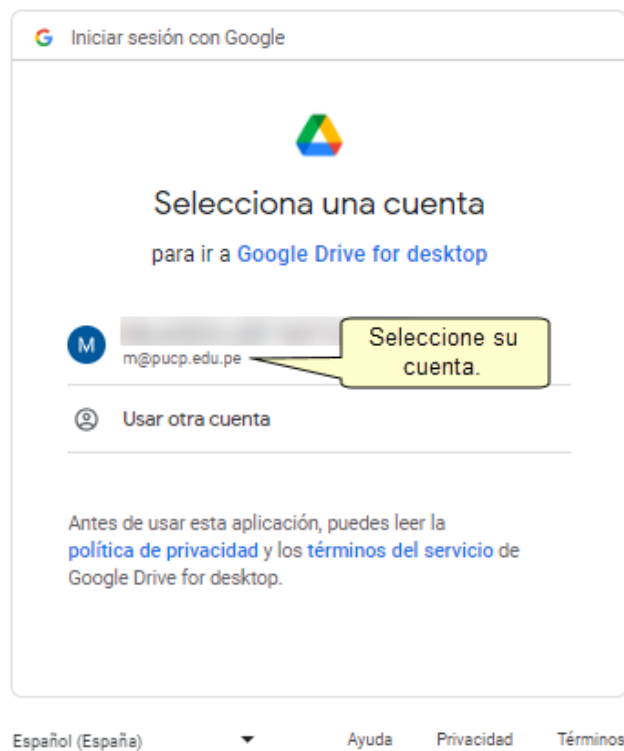 Iniciar sesión con Google
Selecciona una cuenta
para ir a Google Drive for desktop
M
m@pucp.edu.pe
Seleccione su
cuenta.
Usar otra cuenta
Antes de usar esta aplicación, puedes leer la
política de privacidad y los términos del servicio de
Google Drive for desktop.
Español (España) Ayuda Privacidad Términos